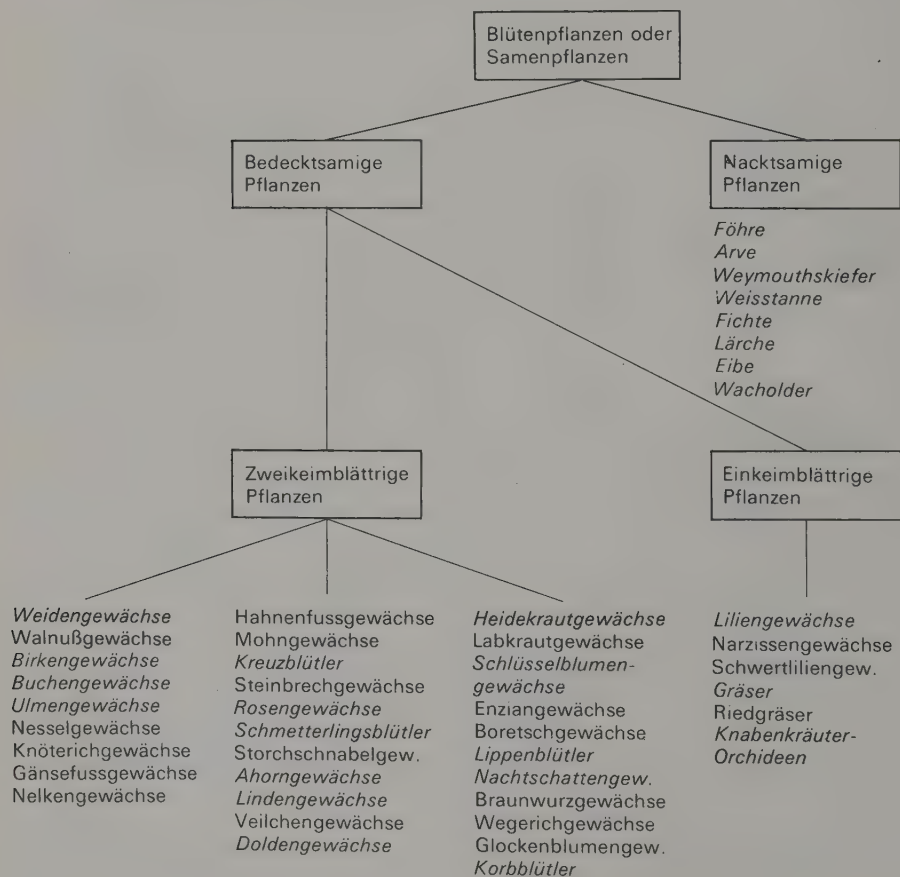 Blütenpflanzen oder
Samenpflanzen
Bedecktsamige
Pflanzen
Nacktsamige
Pflanzen
Föhre
Arve
Weymouthskiefer
Weisstanne
Fichte
Lärche
Eibe
Wacholder
Zweikeimblättrige
Pflanzen
Einkeimblättrige
Pflanzen
Weidengewächse
Walnußgewächse
Birkengewächse
Buchengewächse
Ulmengewächse
Nesselgewächse
Knöterichgewächse
Gänsefussgewächse
Nelkengewächse
Hahnenfussgewächse
Mohngewächse
Kreuzblütler
Steinbrechgewächse
Rosengewächse
Schmetterlingsblütler
Storchschnabelgew.
Ahorngewächse
Lindengewächse
Veilchengewächse
Doldengewächse
Heidekrautgewächse
Labkrautgewächse
Schlüsselblumen-
gewächse
Enziangewächse
Boretschgewächse
Lippenblütler
Nachtschattengew.
Braunwurzgewächse
Wegerichgewächse
Glockenblumengew.
Korbblütler
Liliengewächse
Narzissengewächse
Schwertliliengew.
Gräser
Riedgräser
Knabenkräuter-
Orchideen